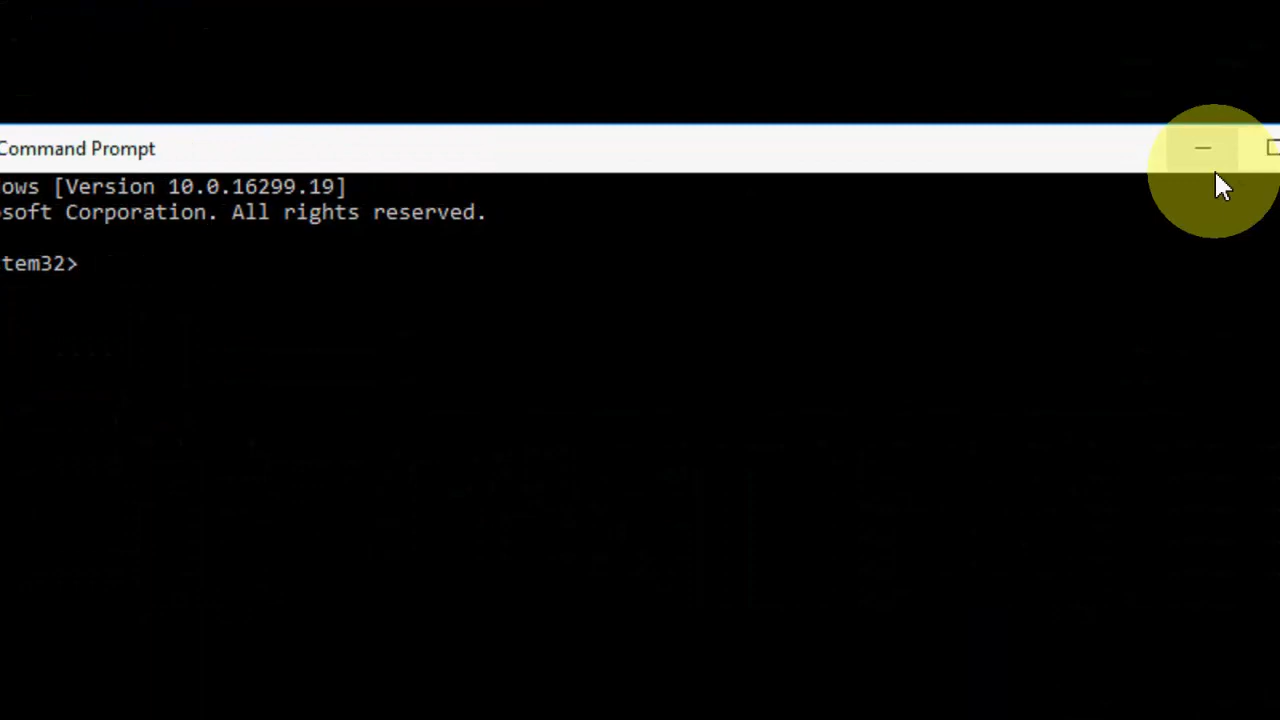 Command Prompt
ows [Version 10.0.16299.19]
soft Corporation. All rights reserved.
tem32>